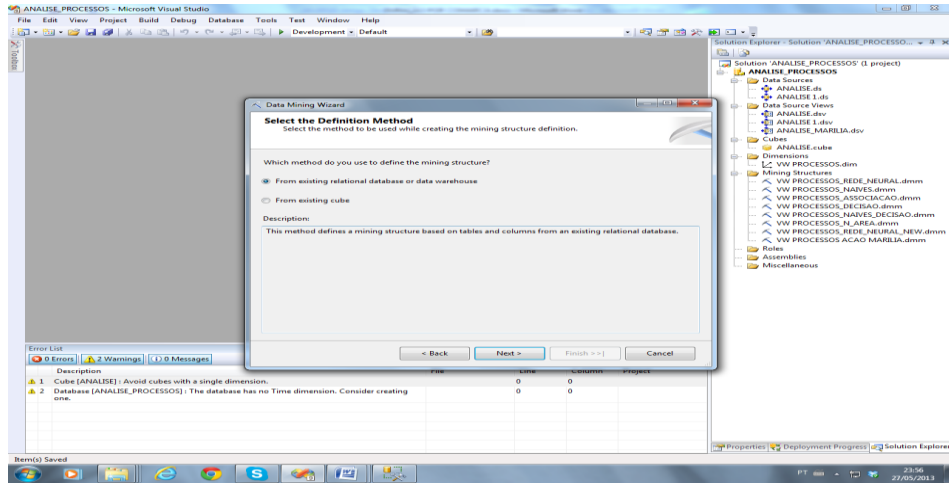 ANALISE_PROCESSOS - Microsoft Visual Studio
File Edit View Project Build Debug Database Tools Test Window Help
Development Default
Toolbox
Solution Explorer - Solution 'ANALISE_PROCESSO...
Solution 'ANALISE_PROCESSOS' (1 project)
ANALISE_PROCESSOS
Data Sources
ANALISE.ds
ANALISE 1.ds
Data Source Views
ANALISE.dsv
ANALISE 1.dsv
ANALISE_MARILIA.dsv
Cubes
ANALISE.cube
Dimensions
VW PROCESSOS.dim
Mining Structures
VW PROCESSOS_REDE_NEURAL.dmm
VW PROCESSOS_NAIVES.dmm
VW PROCESSOS_ASSOCIACAO.dmm
VW PROCESSOS_DECISAO.dmm
VW PROCESSOS_NAIVES_DECISAO.dmm
VW PROCESSOS_N_AREA.dmm
VW PROCESSOS_REDE_NEURAL_NEW.dmm
VW PROCESSOS ACAO MARILIA.dmm
Roles
Assemblies
Miscellaneous
Data Mining Wizard
Select the Definition Method
Select the method to be used while creating the mining structure definition.
Which method do you use to define the mining structure?
From existing relational database or data warehouse
From existing cube
Description:
This method defines a mining structure based on tables and columns from an existing relational database.
< Back Next > Finish >>| Cancel
Error List
0 Errors 2 Warnings 0 Messages
Description File Line Column Project
1 Cube [ANALISE] : Avoid cubes with a single dimension. 0 0
2 Database [ANALISE_PROCESSOS] : The database has no Time dimension. Consider creating one. 0 0
Properties Deployment Progress Solution Explorer
Item(s) Saved
PT 23:56
27/05/2013